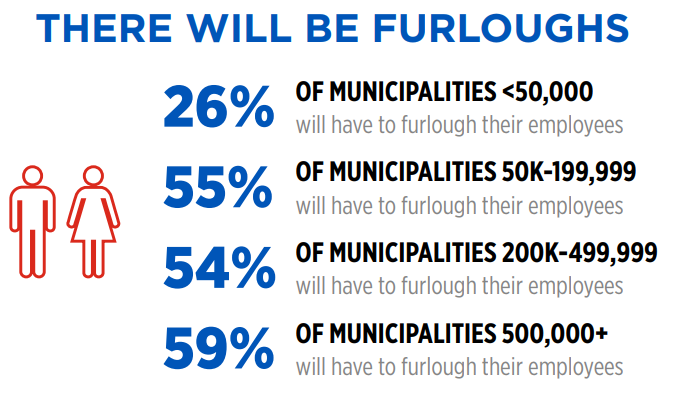 THERE WILL BE FURLOUGHS
26% OF MUNICIPALITIES <50,000
will have to furlough their employees
55% OF MUNICIPALITIES 50K-199,999
will have to furlough their employees
54% OF MUNICIPALITIES 200K-499,999
will have to furlough their employees
59% OF MUNICIPALITIES 500,000+
will have to furlough their employees